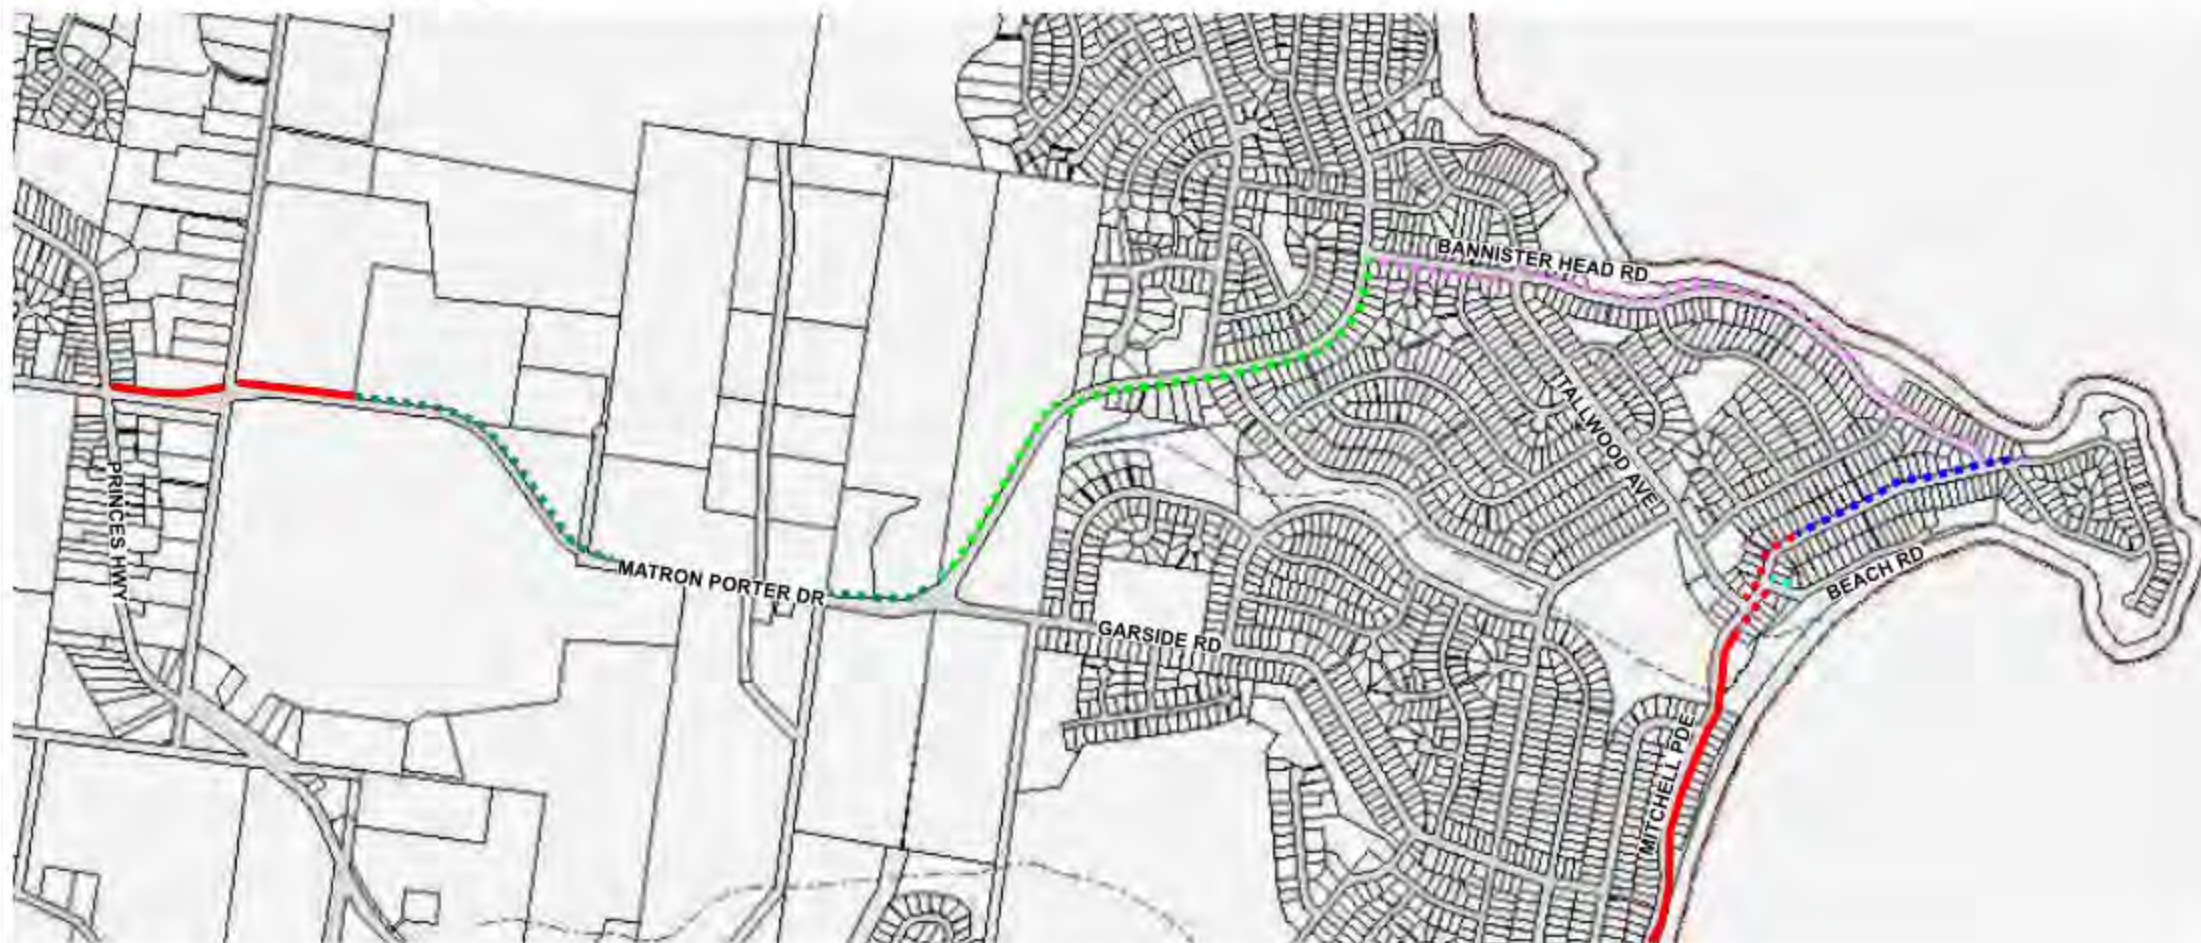 BANNISTER HEAD RD
TALLWOOD AVE
PRINCES HWY
MATRON PORTER DR
BEACH RD
GARSIDE RD
MITCHELL PDE